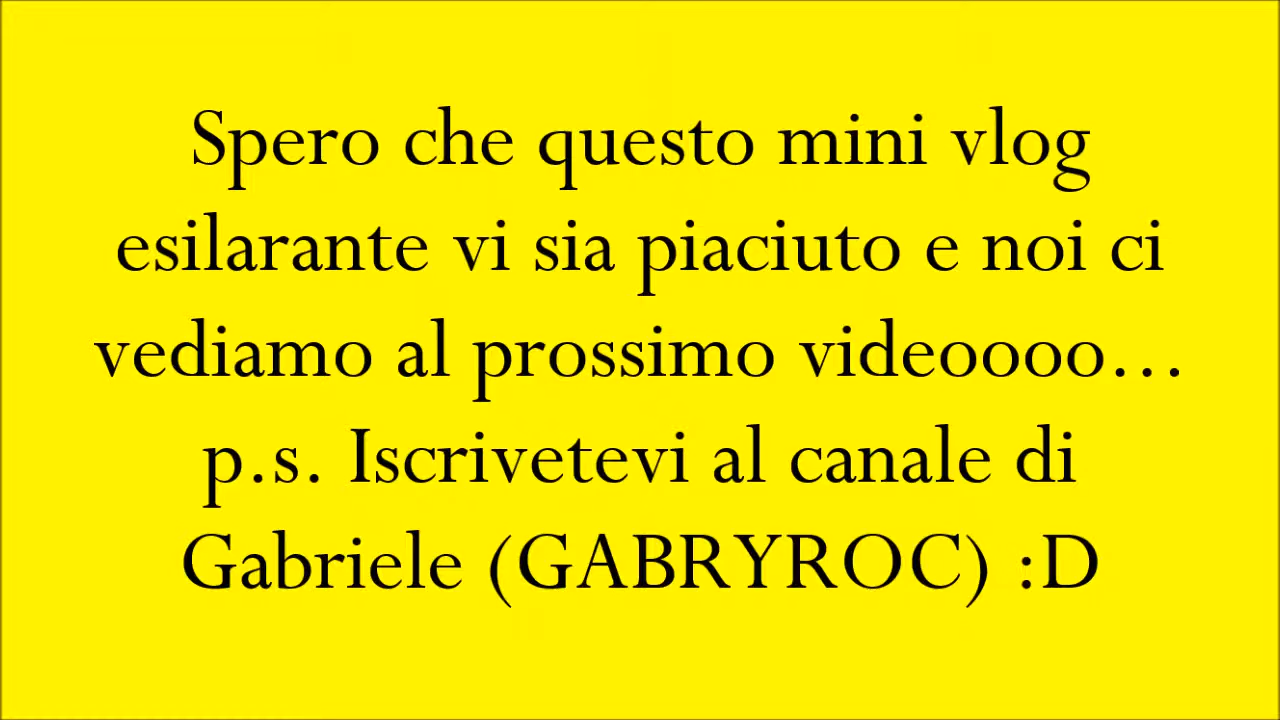 Spero che questo mini vlog
esilarante vi sia piaciuto e noi ci
vediamo al prossimo videoooo...
p.s. Iscrivetevi al canale di
Gabriele (GABRYROC) :D